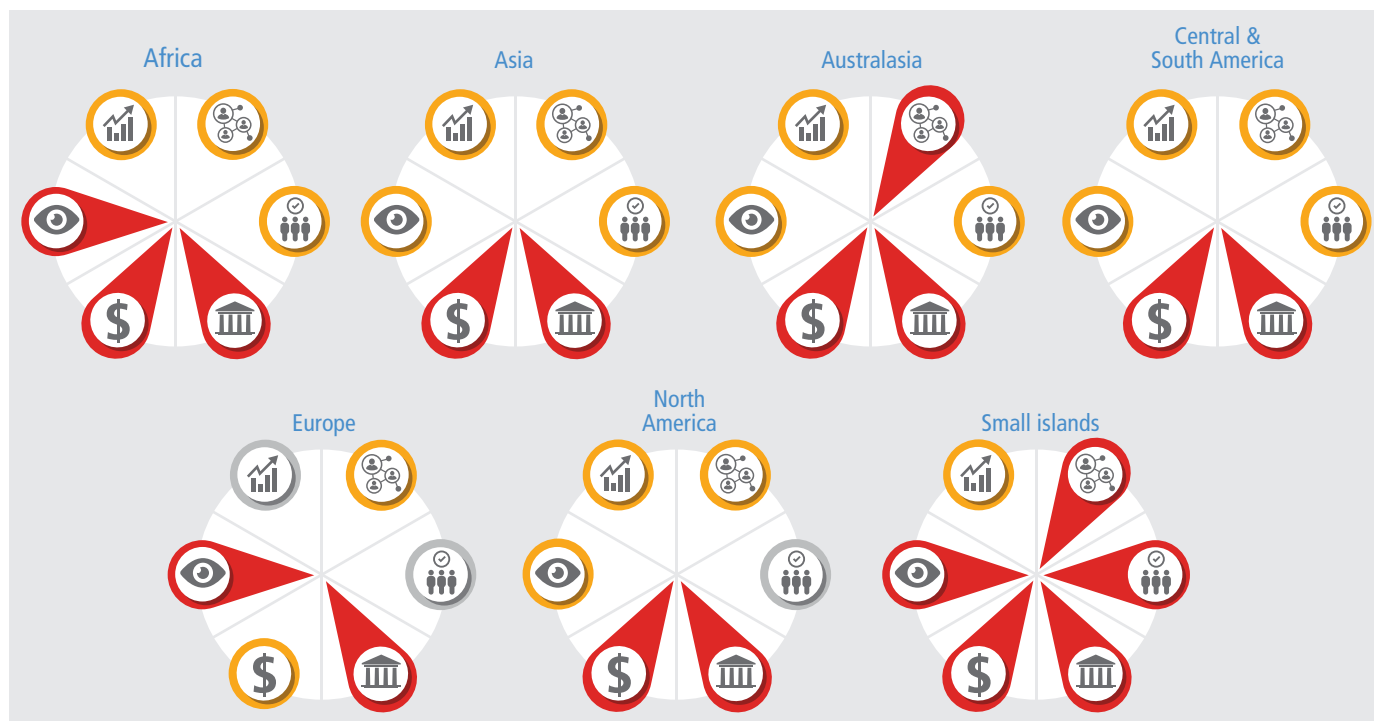 Africa
Asia
Australasia
Central &
South America
$
$
$
$
Europe
North
America
Small islands
$
$
$